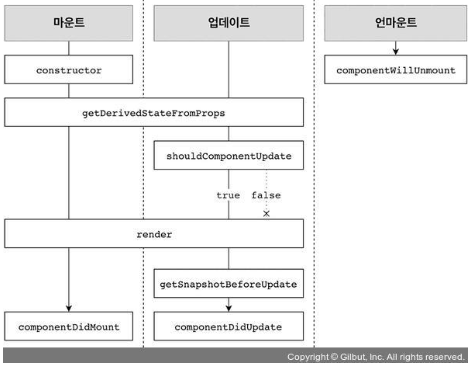 마운트
업데이트
언마운트
constructor
componentWillUnmount
getDerivedStateFromProps
shouldComponentUpdate
true false
render
getSnapshotBeforeUpdate
componentDidMount
componentDidUpdate
Copyright © Gilbut, Inc. All rights reserved.